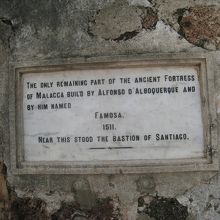 The only remaining part of the ancient Fortress
of Malacca build by Alfonso d'Albuquerque and
by him named
Famosa.
1511.
Near this stood the bastion of Santiago.